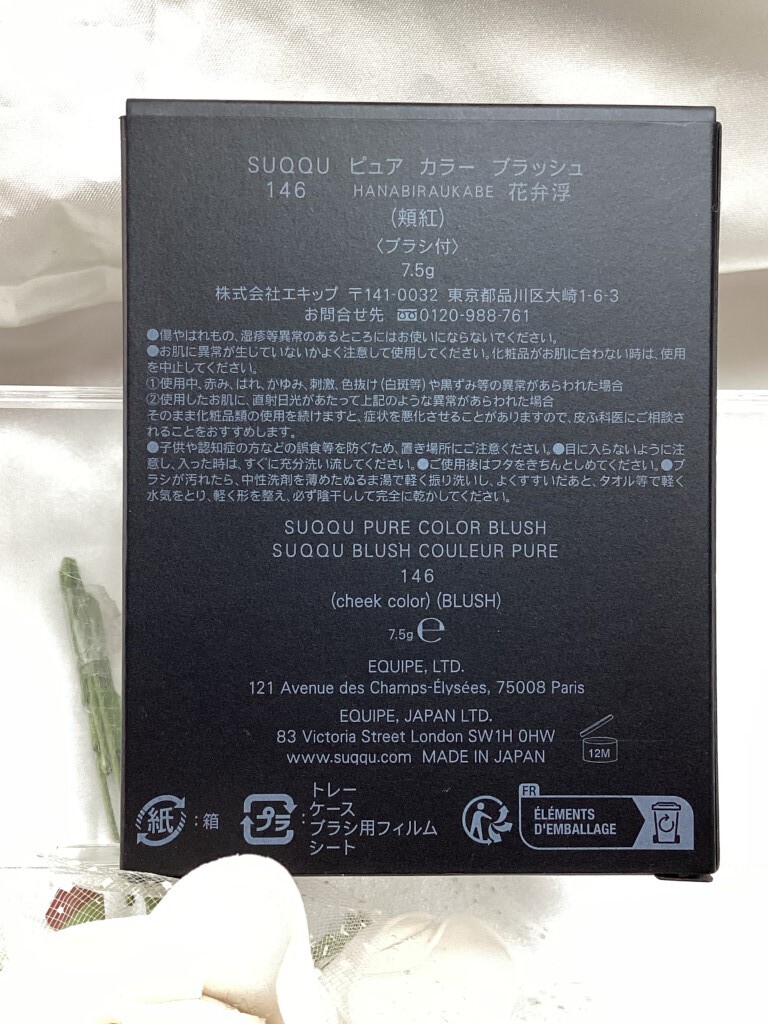 SUQQU ピュア カラー ブラッシュ
146 HANABIRAUKABE 花弁浮
(頬紅)
〈ブラシ付〉
7.5g
株式会社エキップ 〒141-0032 東京都品川区大崎1-6-3
お問合せ先 0120-988-761
●傷やはれもの、湿疹等異常のあるところにはお使いにならないでください。
●お肌に異常が生じていないかよく注意して使用してください。化粧品がお肌に合わない時は、使用
を中止してください。
①使用中、赤み、はれ、かゆみ、刺激、色抜け(白斑等)や黒ずみ等の異常があらわれた場合
②使用したお肌に、直射日光があたって上記のような異常があらわれた場合
そのまま化粧品類の使用を続けますと、症状を悪化させることがありますので、皮ふ科医にご相談さ
れることをおすすめします。
●子供や認知症の方などの誤食等を防ぐため、置き場所にご注意ください。●目に入らないように注
意し、入った時は、すぐに充分洗い流してください。●ご使用後はフタをきちんとしめてください。●ブ
ラシが汚れたら、中性洗剤を薄めたぬるま湯で軽く振り洗いし、よくすすいだあと、タオル等で軽く
水気をとり、軽く形を整え、必ず陰干しして完全に乾かしてください。
SUQQU PURE COLOR BLUSH
SUQQU BLUSH COULEUR PURE
146
(cheek color) (BLUSH)
7.5g ℮
EQUIPE, LTD.
121 Avenue des Champs-Élysées, 75008 Paris
EQUIPE, JAPAN LTD.
83 Victoria Street London SW1H 0HW
www.suqqu.com MADE IN JAPAN
12M
紙 : 箱
プラ :
トレー
ケース
ブラシ用フィルム
シート
FR
ÉLÉMENTS
D'EMBALLAGE